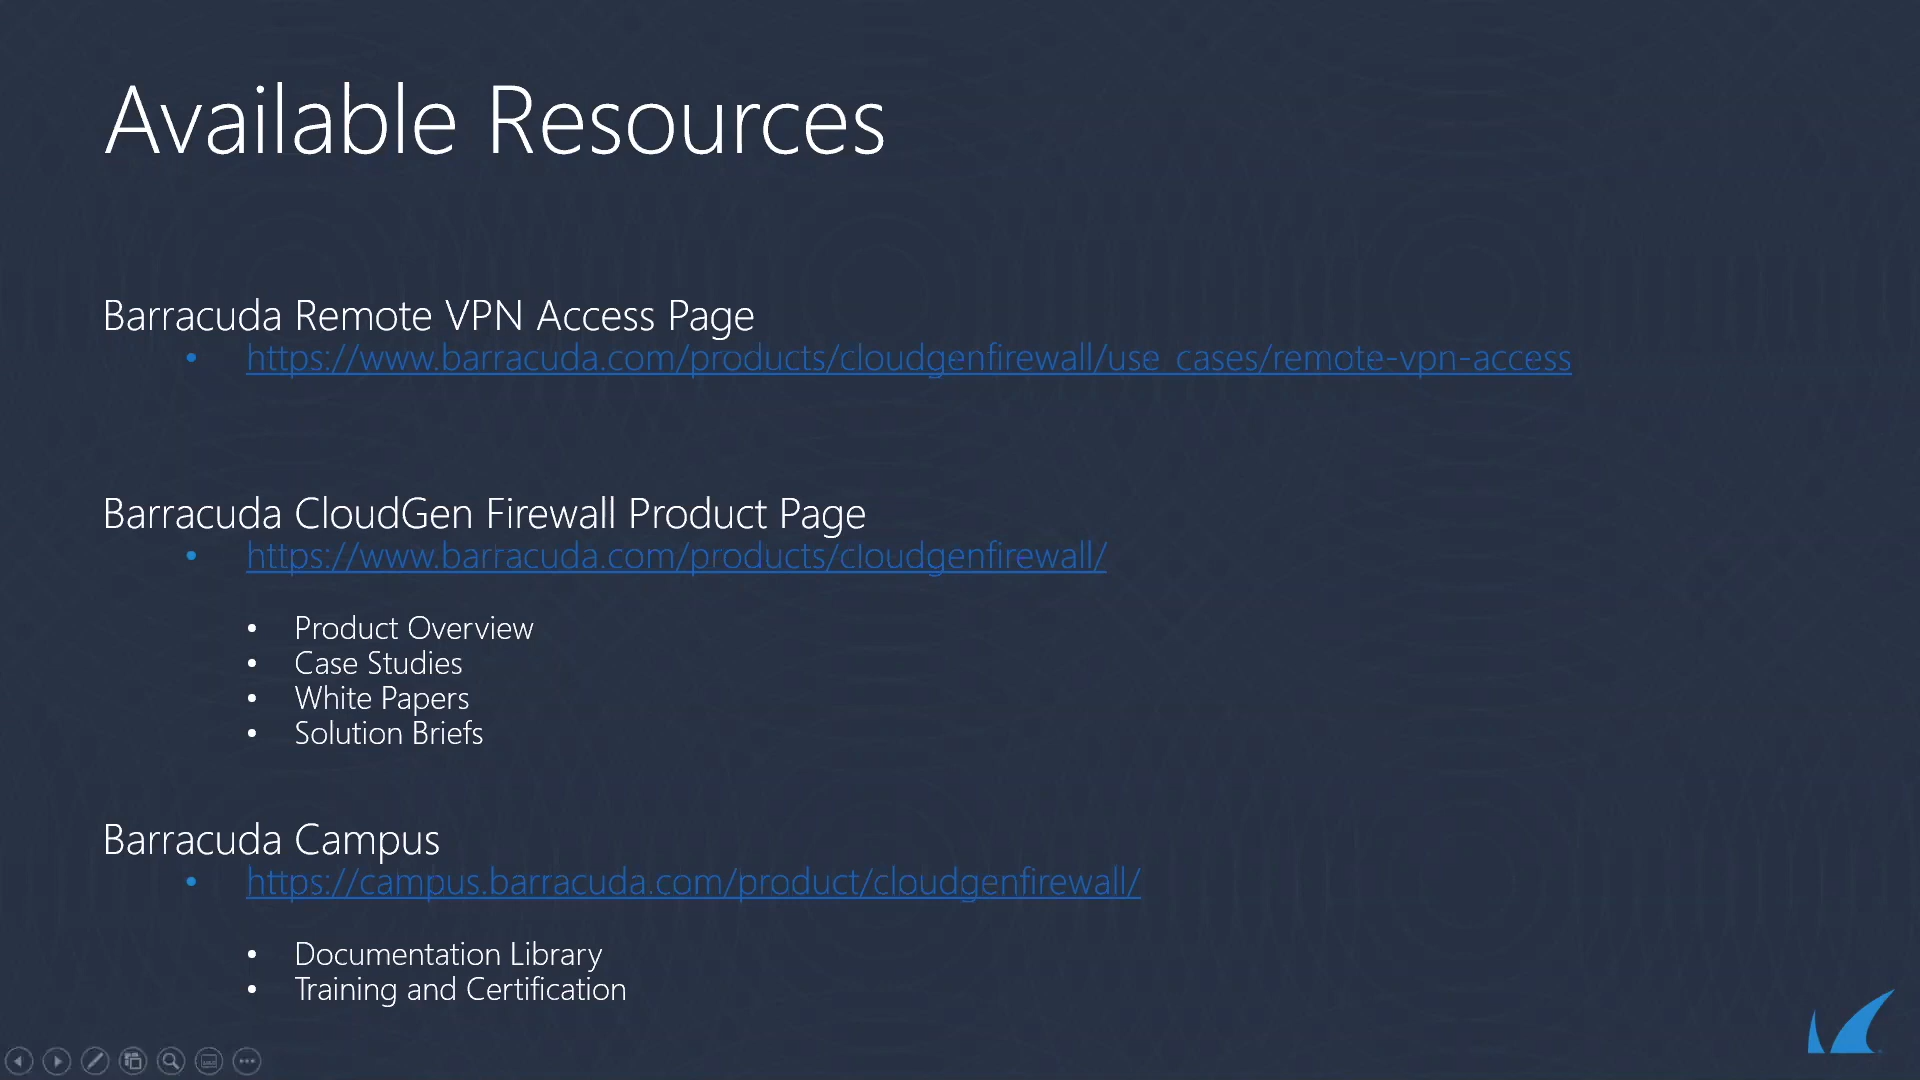 Available Resources
Barracuda Remote VPN Access Page
• https://www.barracuda.com/products/cloudgenfirewall/use_cases/remote-vpn-access
Barracuda CloudGen Firewall Product Page
• https://www.barracuda.com/products/cloudgenfirewall/
• Product Overview
• Case Studies
• White Papers
• Solution Briefs
Barracuda Campus
• https://campus.barracuda.com/product/cloudgenfirewall/
• Documentation Library
• Training and Certification